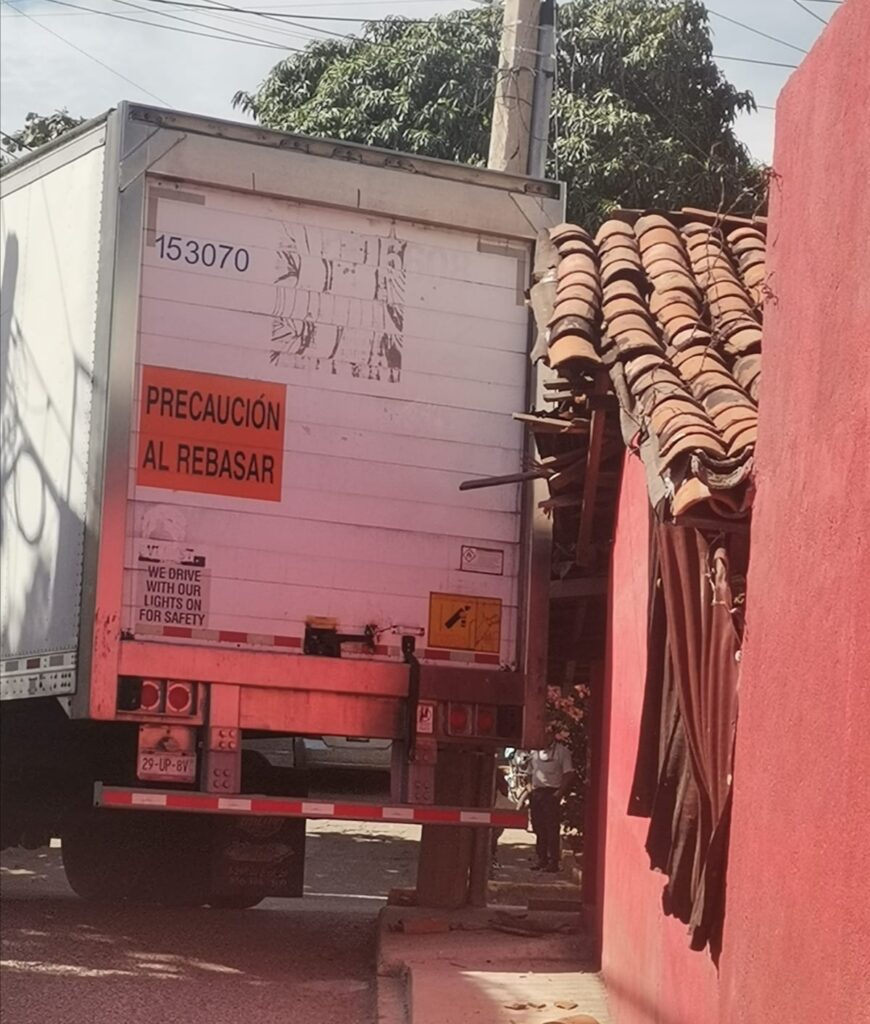 153070
PRECAUCIÓN
AL REBASAR
WE DRIVE
WITH OUR
LIGHTS ON
FOR SAFETY
29-UP-8V